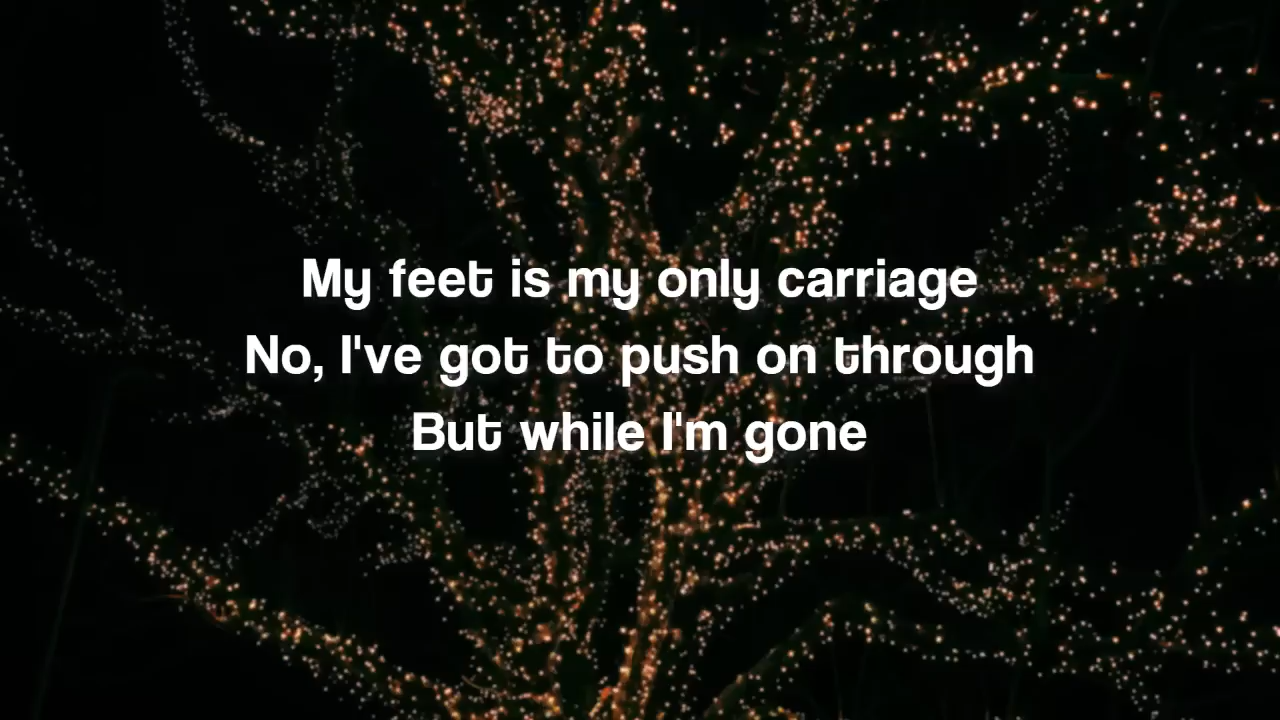 My feet is my only carriage
No, I've got to push on through
But while I'm gone